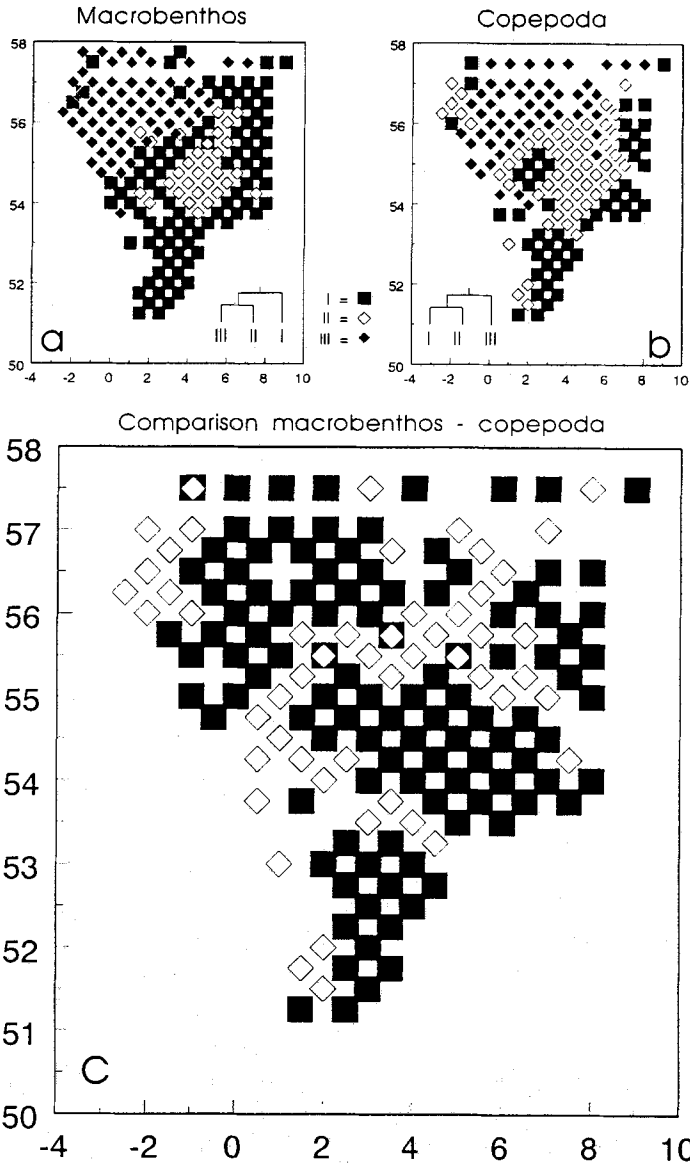 Macrobenthos
Copepoda
58
56
54
52
50
-4 -2 0 2 4 6 8 10
a
III II I
I = ■
II = ◇
III = ◆
58
56
54
52
50
-4 -2 0 2 4 6 8 10
b
I II III
Comparison macrobenthos - copepoda
58
57
56
55
54
53
52
51
50
C
-4 -2 0 2 4 6 8 10